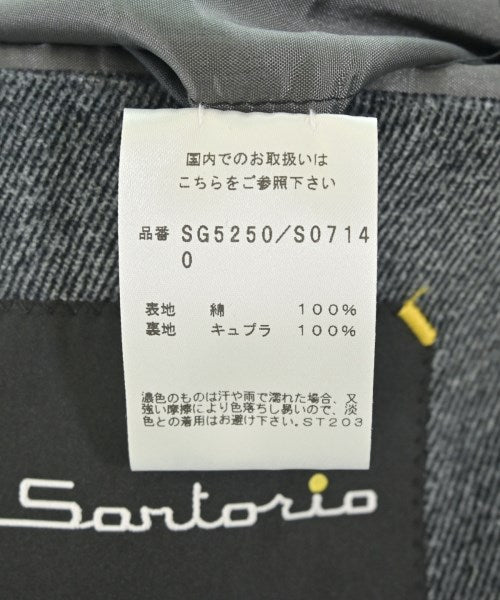 国内でのお取扱いは
こちらをご参照下さい
品番 SG5250/S0714
0
表地 綿 100%
裏地 キュプラ 100%
濃色のものは汗や雨で濡れた場合、又
強い摩擦により色落ちし易いので、淡
色との着用はお避け下さい。ST203
Sartorio